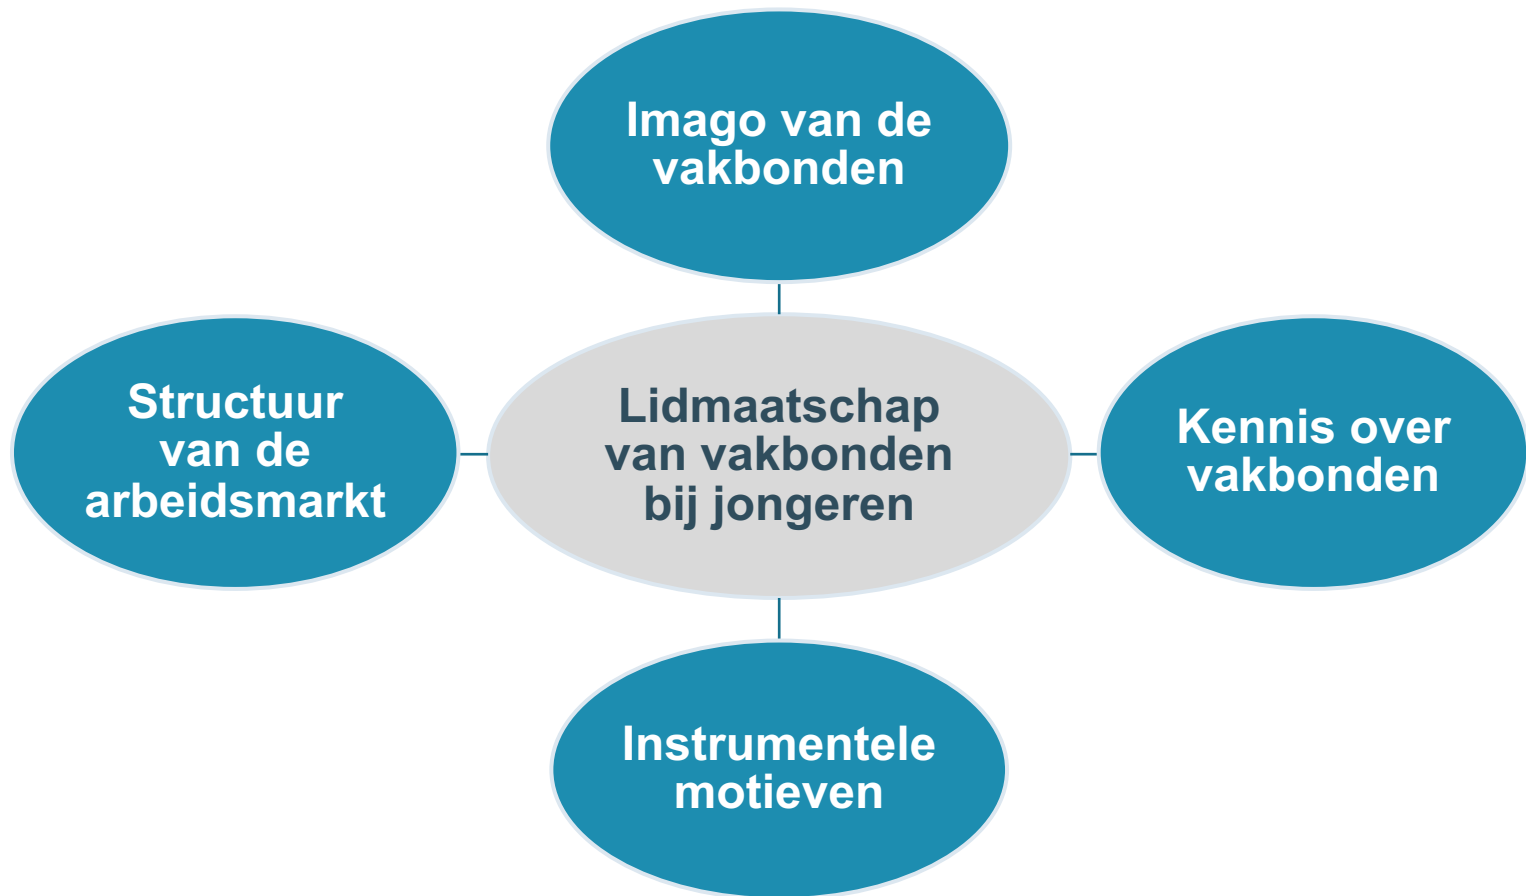 Imago van de
vakbonden
Structuur
van de
arbeidsmarkt
Lidmaatschap
van vakbonden
bij jongeren
Kennis over
vakbonden
Instrumentele
motieven